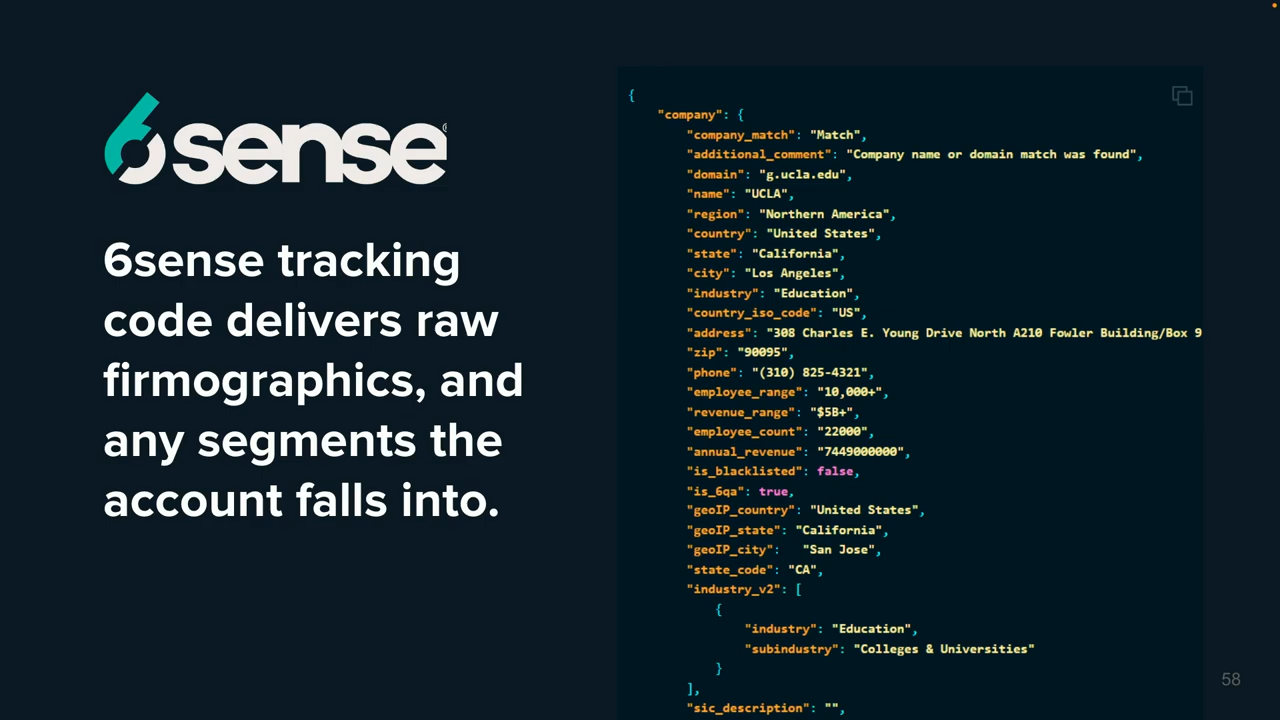 6sense®
6sense tracking
code delivers raw
firmographics, and
any segments the
account falls into.
{
"company": {
"company_match": "Match",
"additional_comment": "Company name or domain match was found",
"domain": "g.ucla.edu",
"name": "UCLA",
"region": "Northern America",
"country": "United States",
"state": "California",
"city": "Los Angeles",
"industry": "Education",
"country_iso_code": "US",
"address": "308 Charles E. Young Drive North A210 Fowler Building/Box 9
"zip": "90095",
"phone": "(310) 825-4321",
"employee_range": "10,000+",
"revenue_range": "$5B+",
"employee_count": "22000",
"annual_revenue": "7449000000",
"is_blacklisted": false,
"is_6qa": true,
"geoIP_country": "United States",
"geoIP_state": "California",
"geoIP_city": "San Jose",
"state_code": "CA",
"industry_v2": [
{
"industry": "Education",
"subindustry": "Colleges & Universities"
}
],
"sic_description": "",
58